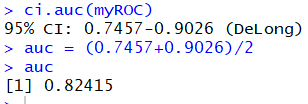 > ci.auc(myROC)
95% CI: 0.7457-0.9026 (DeLong)
> auc = (0.7457+0.9026)/2
> auc
[1] 0.82415
>